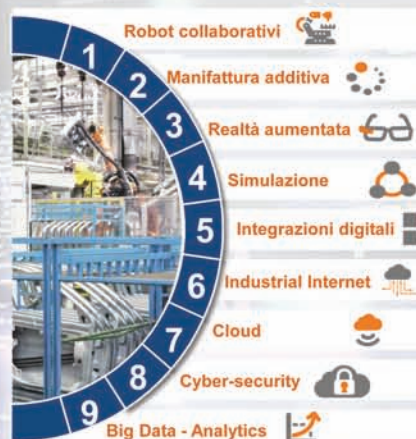 1 Robot collaborativi
2 Manifattura additiva
3 Realtà aumentata
4 Simulazione
5 Integrazioni digitali
6 Industrial Internet
7 Cloud
8 Cyber-security
9 Big Data - Analytics